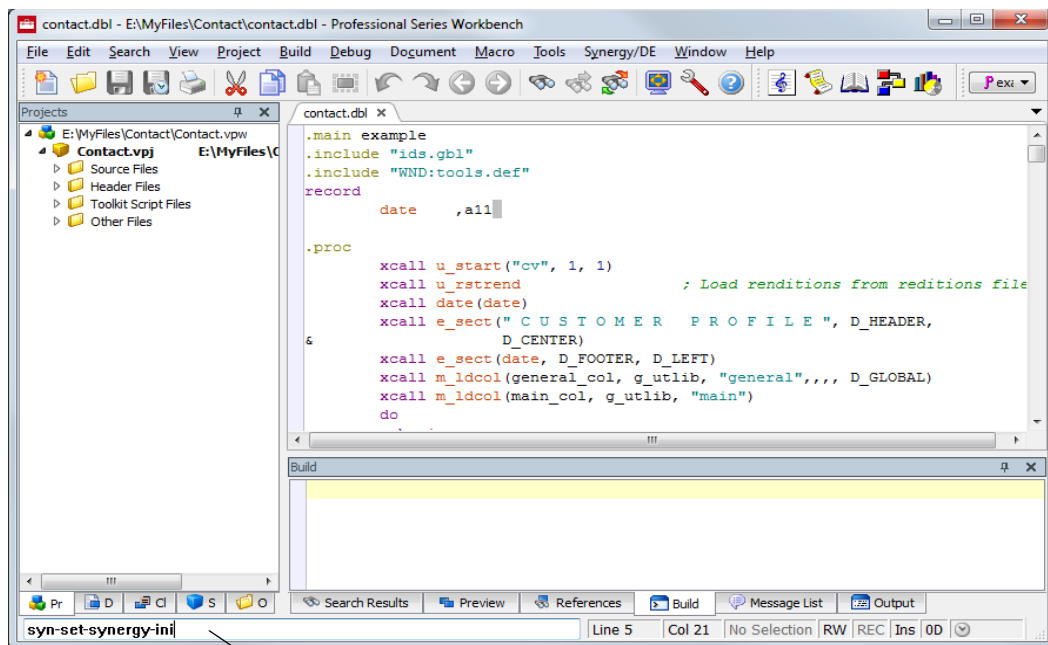 contact.dbl - E:\MyFiles\Contact\contact.dbl - Professional Series Workbench
File Edit Search View Project Build Debug Document Macro Tools Synergy/DE Window Help
P exa
Projects
contact.dbl
E:\MyFiles\Contact\Contact.vpw
Contact.vpj E:\MyFiles\C
Source Files
Header Files
Toolkit Script Files
Other Files
.main example
.include "ids.gbl"
.include "WND:tools.def"
record
date ,a11
.proc
xcall u_start("cv", 1, 1)
xcall u_rstrend ; Load renditions from reditions file
xcall date(date)
xcall e_sect(" C U S T O M E R P R O F I L E ", D_HEADER,
& D_CENTER)
xcall e_sect(date, D_FOOTER, D_LEFT)
xcall m_ldcol(general_col, g_utlib, "general",,,, D_GLOBAL)
xcall m_ldcol(main_col, g_utlib, "main")
do
Build
Pr D Cl S O
Search Results Preview References Build Message List Output
syn-set-synergy-ini
Line 5 Col 21 No Selection RW REC Ins 0D